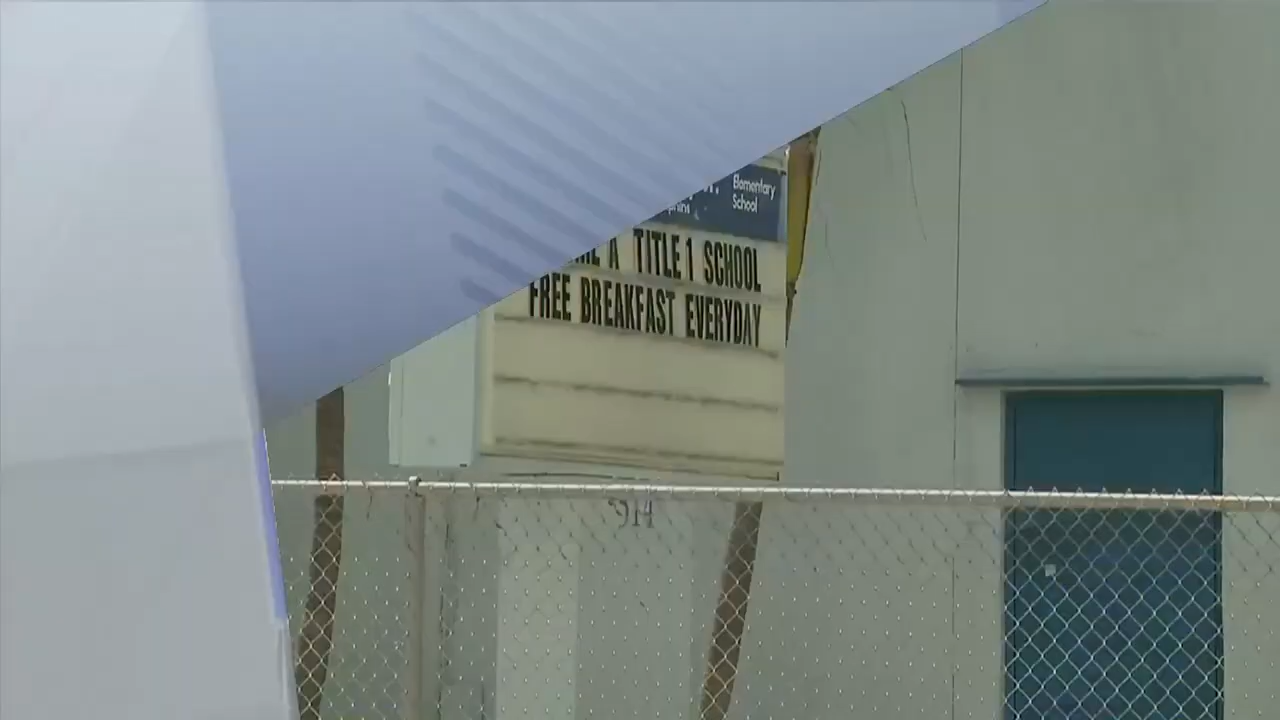 Elementary
School
A TITLE 1 SCHOOL
FREE BREAKFAST EVERYDAY
914